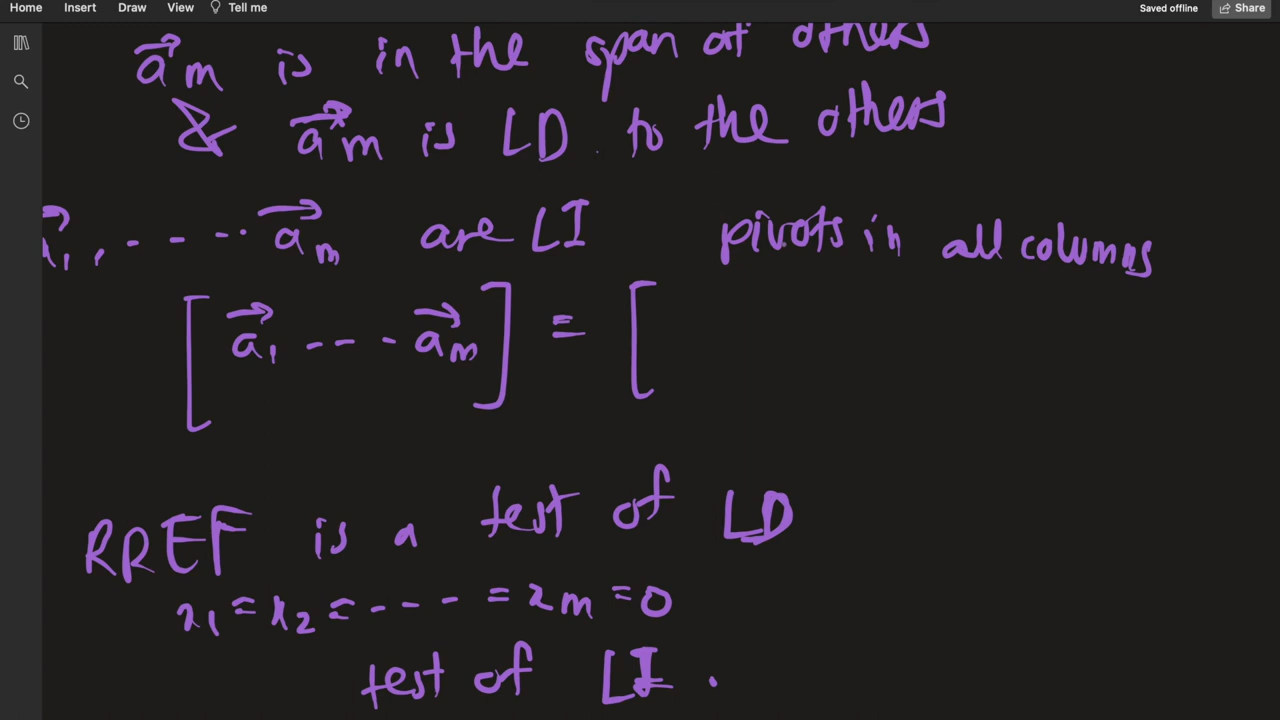 Home Insert Draw View Tell me Saved offline Share
a⃗m is in the span of others
& a⃗m is LD to the others
a⃗1, ---- a⃗m are LI pivots in all columns
[ a⃗1 ---- a⃗m ] = [
RREF is a test of LD
x1 = x2 = ---- = xm = 0
test of LI .